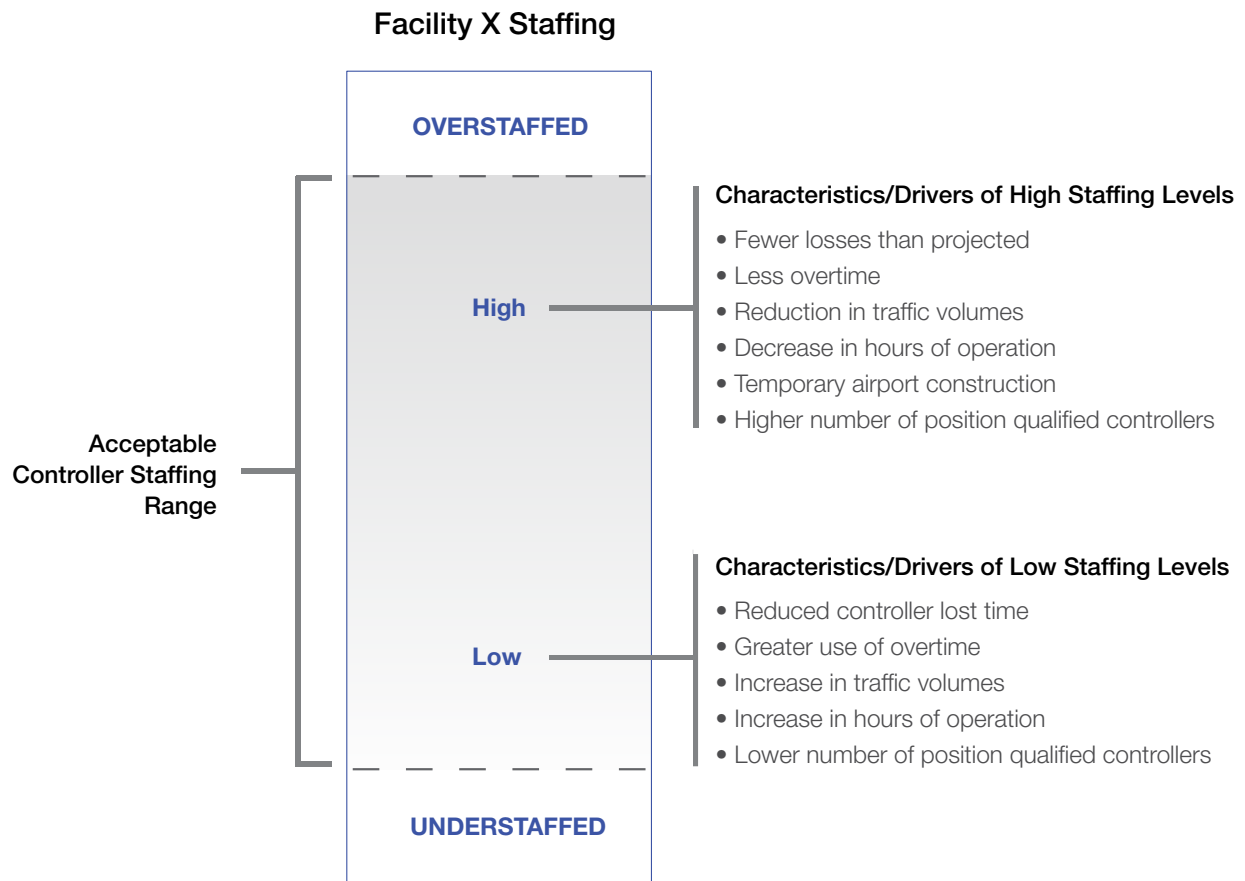 Facility X Staffing
OVERSTAFFED
High
Characteristics/Drivers of High Staffing Levels
• Fewer losses than projected
• Less overtime
• Reduction in traffic volumes
• Decrease in hours of operation
• Temporary airport construction
• Higher number of position qualified controllers
Acceptable
Controller Staffing
Range
Low
Characteristics/Drivers of Low Staffing Levels
• Reduced controller lost time
• Greater use of overtime
• Increase in traffic volumes
• Increase in hours of operation
• Lower number of position qualified controllers
UNDERSTAFFED